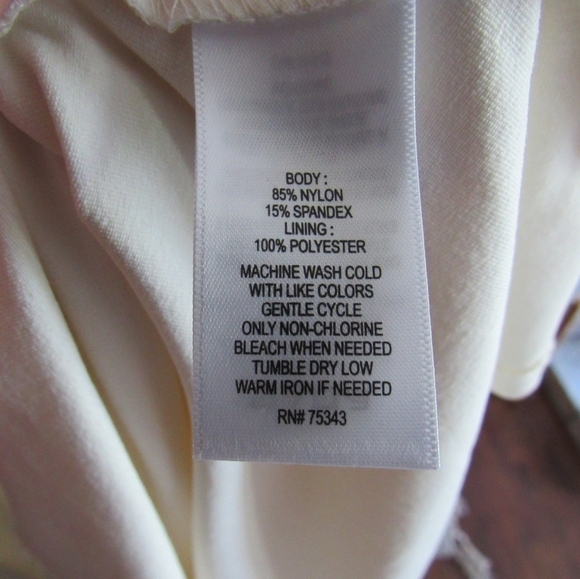 BODY :
85% NYLON
15% SPANDEX
LINING :
100% POLYESTER
MACHINE WASH COLD
WITH LIKE COLORS
GENTLE CYCLE
ONLY NON-CHLORINE
BLEACH WHEN NEEDED
TUMBLE DRY LOW
WARM IRON IF NEEDED
RN# 75343